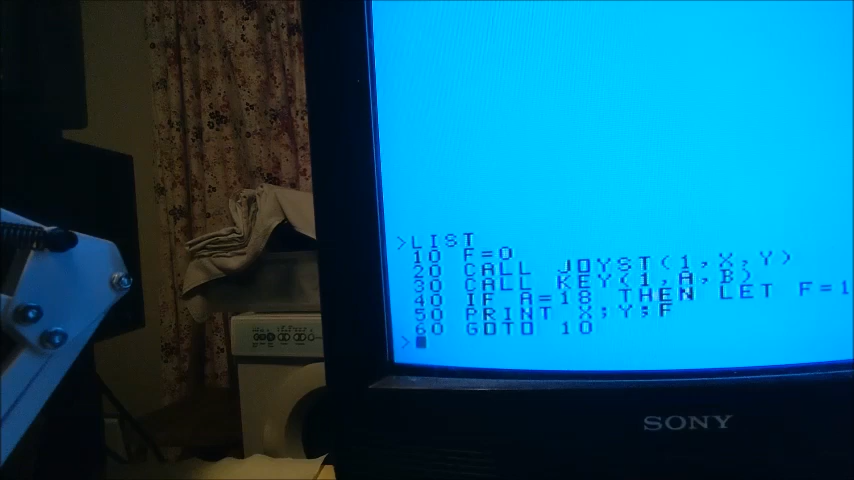 >LIST
10 F=0
20 CALL JOYST(1,X,Y)
30 CALL KEY(1,A,B)
40 IF A=18 THEN LET F=1
50 PRINT X;Y;F
60 GOTO 10
>
SONY